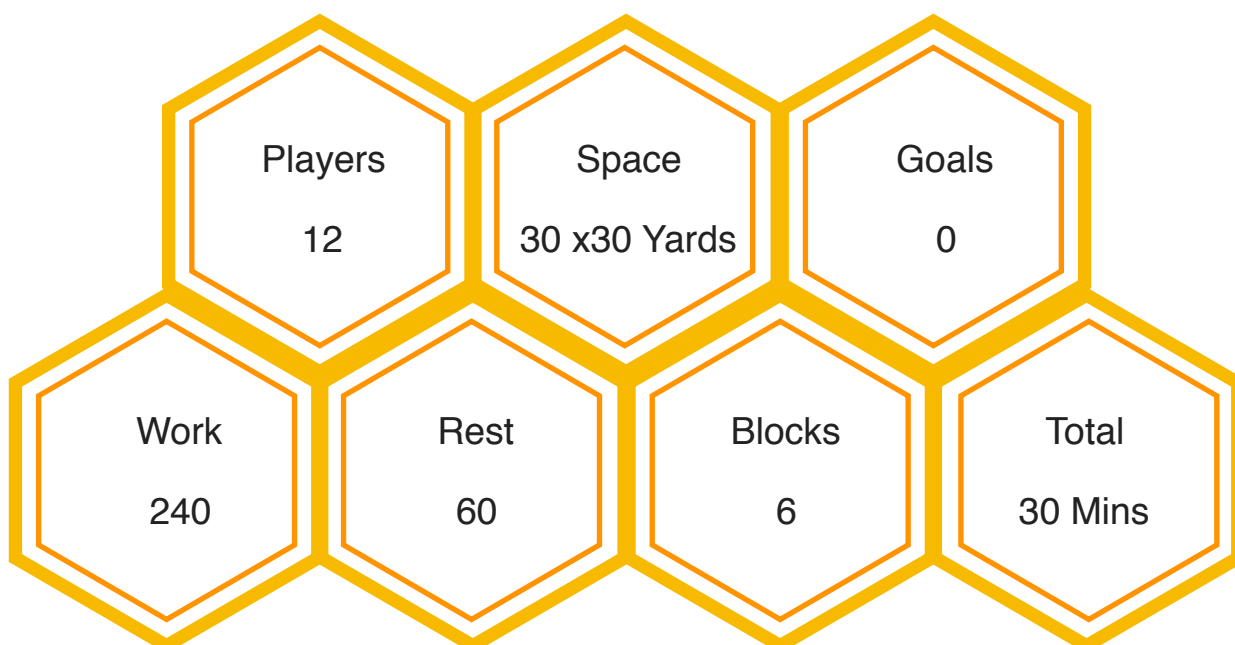 Players
12
Space
30 x30 Yards
Goals
0
Work
240
Rest
60
Blocks
6
Total
30 Mins